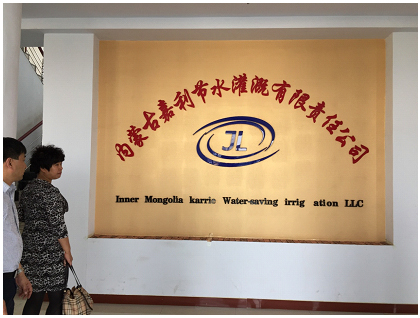 内蒙古嘉利节水灌溉有限责任公司
JL
Inner Mongolia karrie Water-saving irrig ation LLC